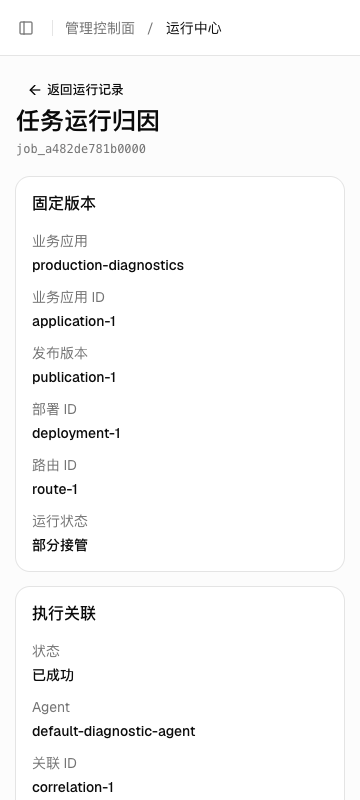 管理控制面 / 运行中心
← 返回运行记录
任务运行归因
job_a482de781b0000
固定版本
业务应用
production-diagnostics
业务应用 ID
application-1
发布版本
publication-1
部署 ID
deployment-1
路由 ID
route-1
运行状态
部分接管
执行关联
状态
已成功
Agent
default-diagnostic-agent
关联 ID
correlation-1